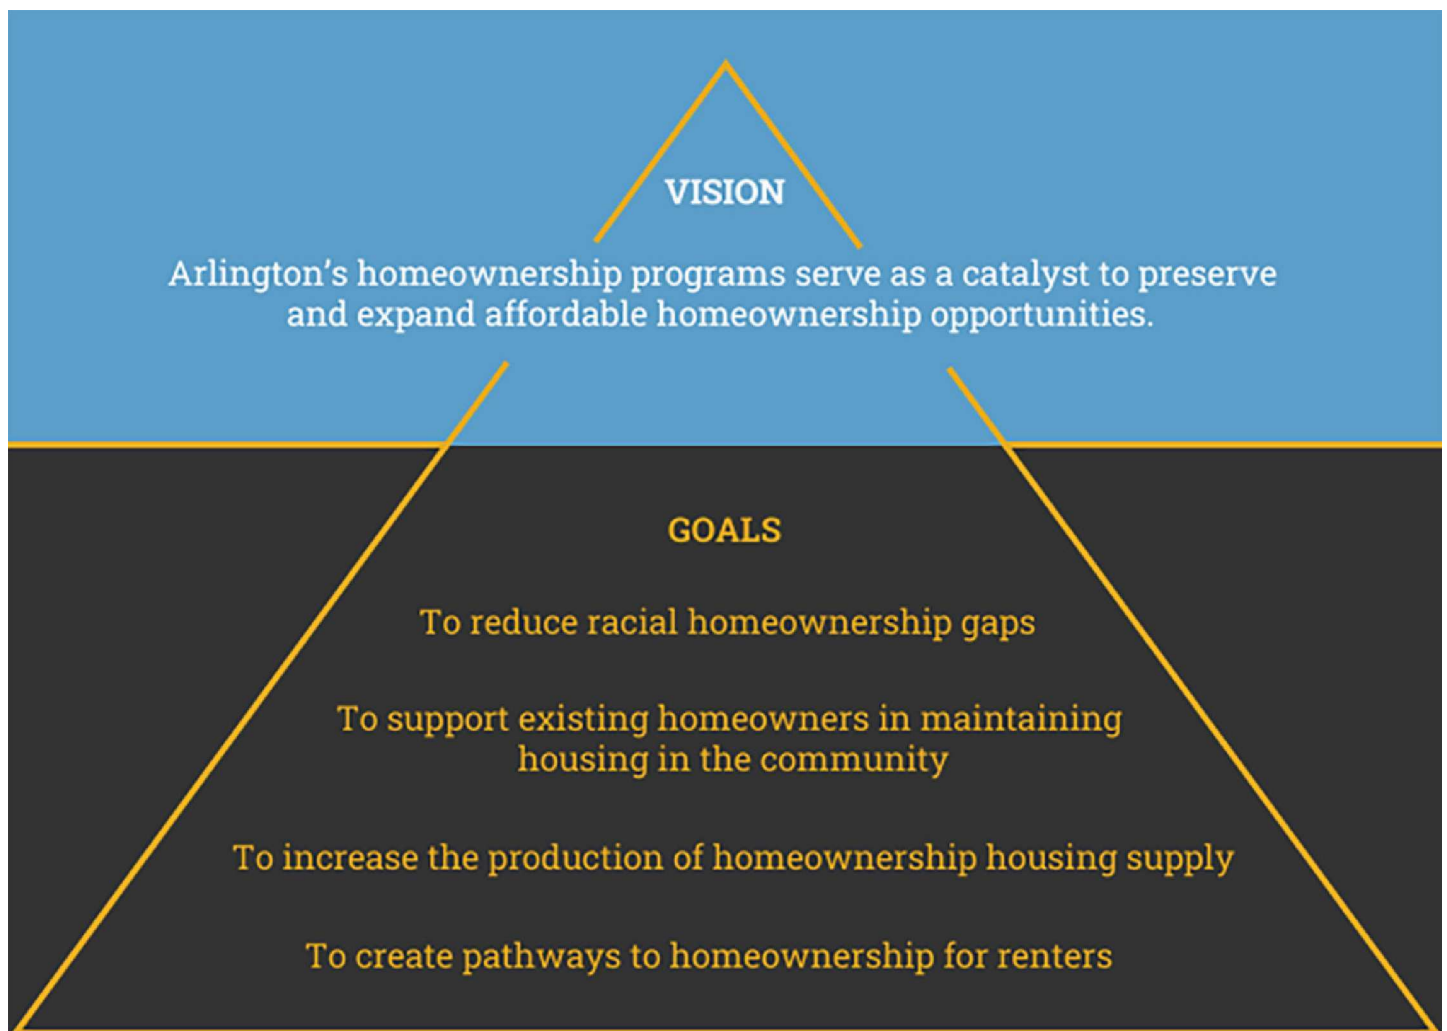 VISION
Arlington’s homeownership programs serve as a catalyst to preserve
and expand affordable homeownership opportunities.
GOALS
To reduce racial homeownership gaps
To support existing homeowners in maintaining
housing in the community
To increase the production of homeownership housing supply
To create pathways to homeownership for renters